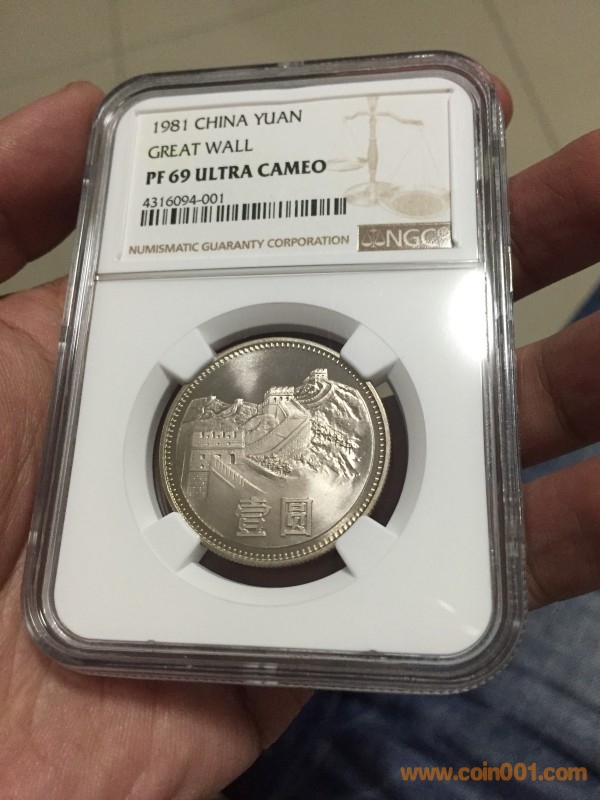 1981 CHINA YUAN
GREAT WALL
PF 69 ULTRA CAMEO
4316094-001
NUMISMATIC GUARANTY CORPORATION
NGC
壹圆
www.coin001.com